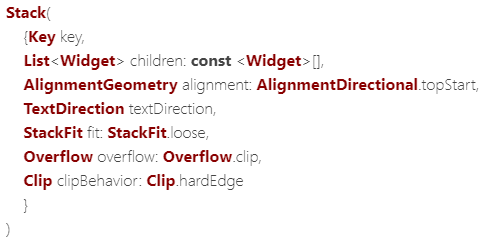 Stack(
{Key key,
List<Widget> children: const <Widget>[],
AlignmentGeometry alignment: AlignmentDirectional.topStart,
TextDirection textDirection,
StackFit fit: StackFit.loose,
Overflow overflow: Overflow.clip,
Clip clipBehavior: Clip.hardEdge
}
)